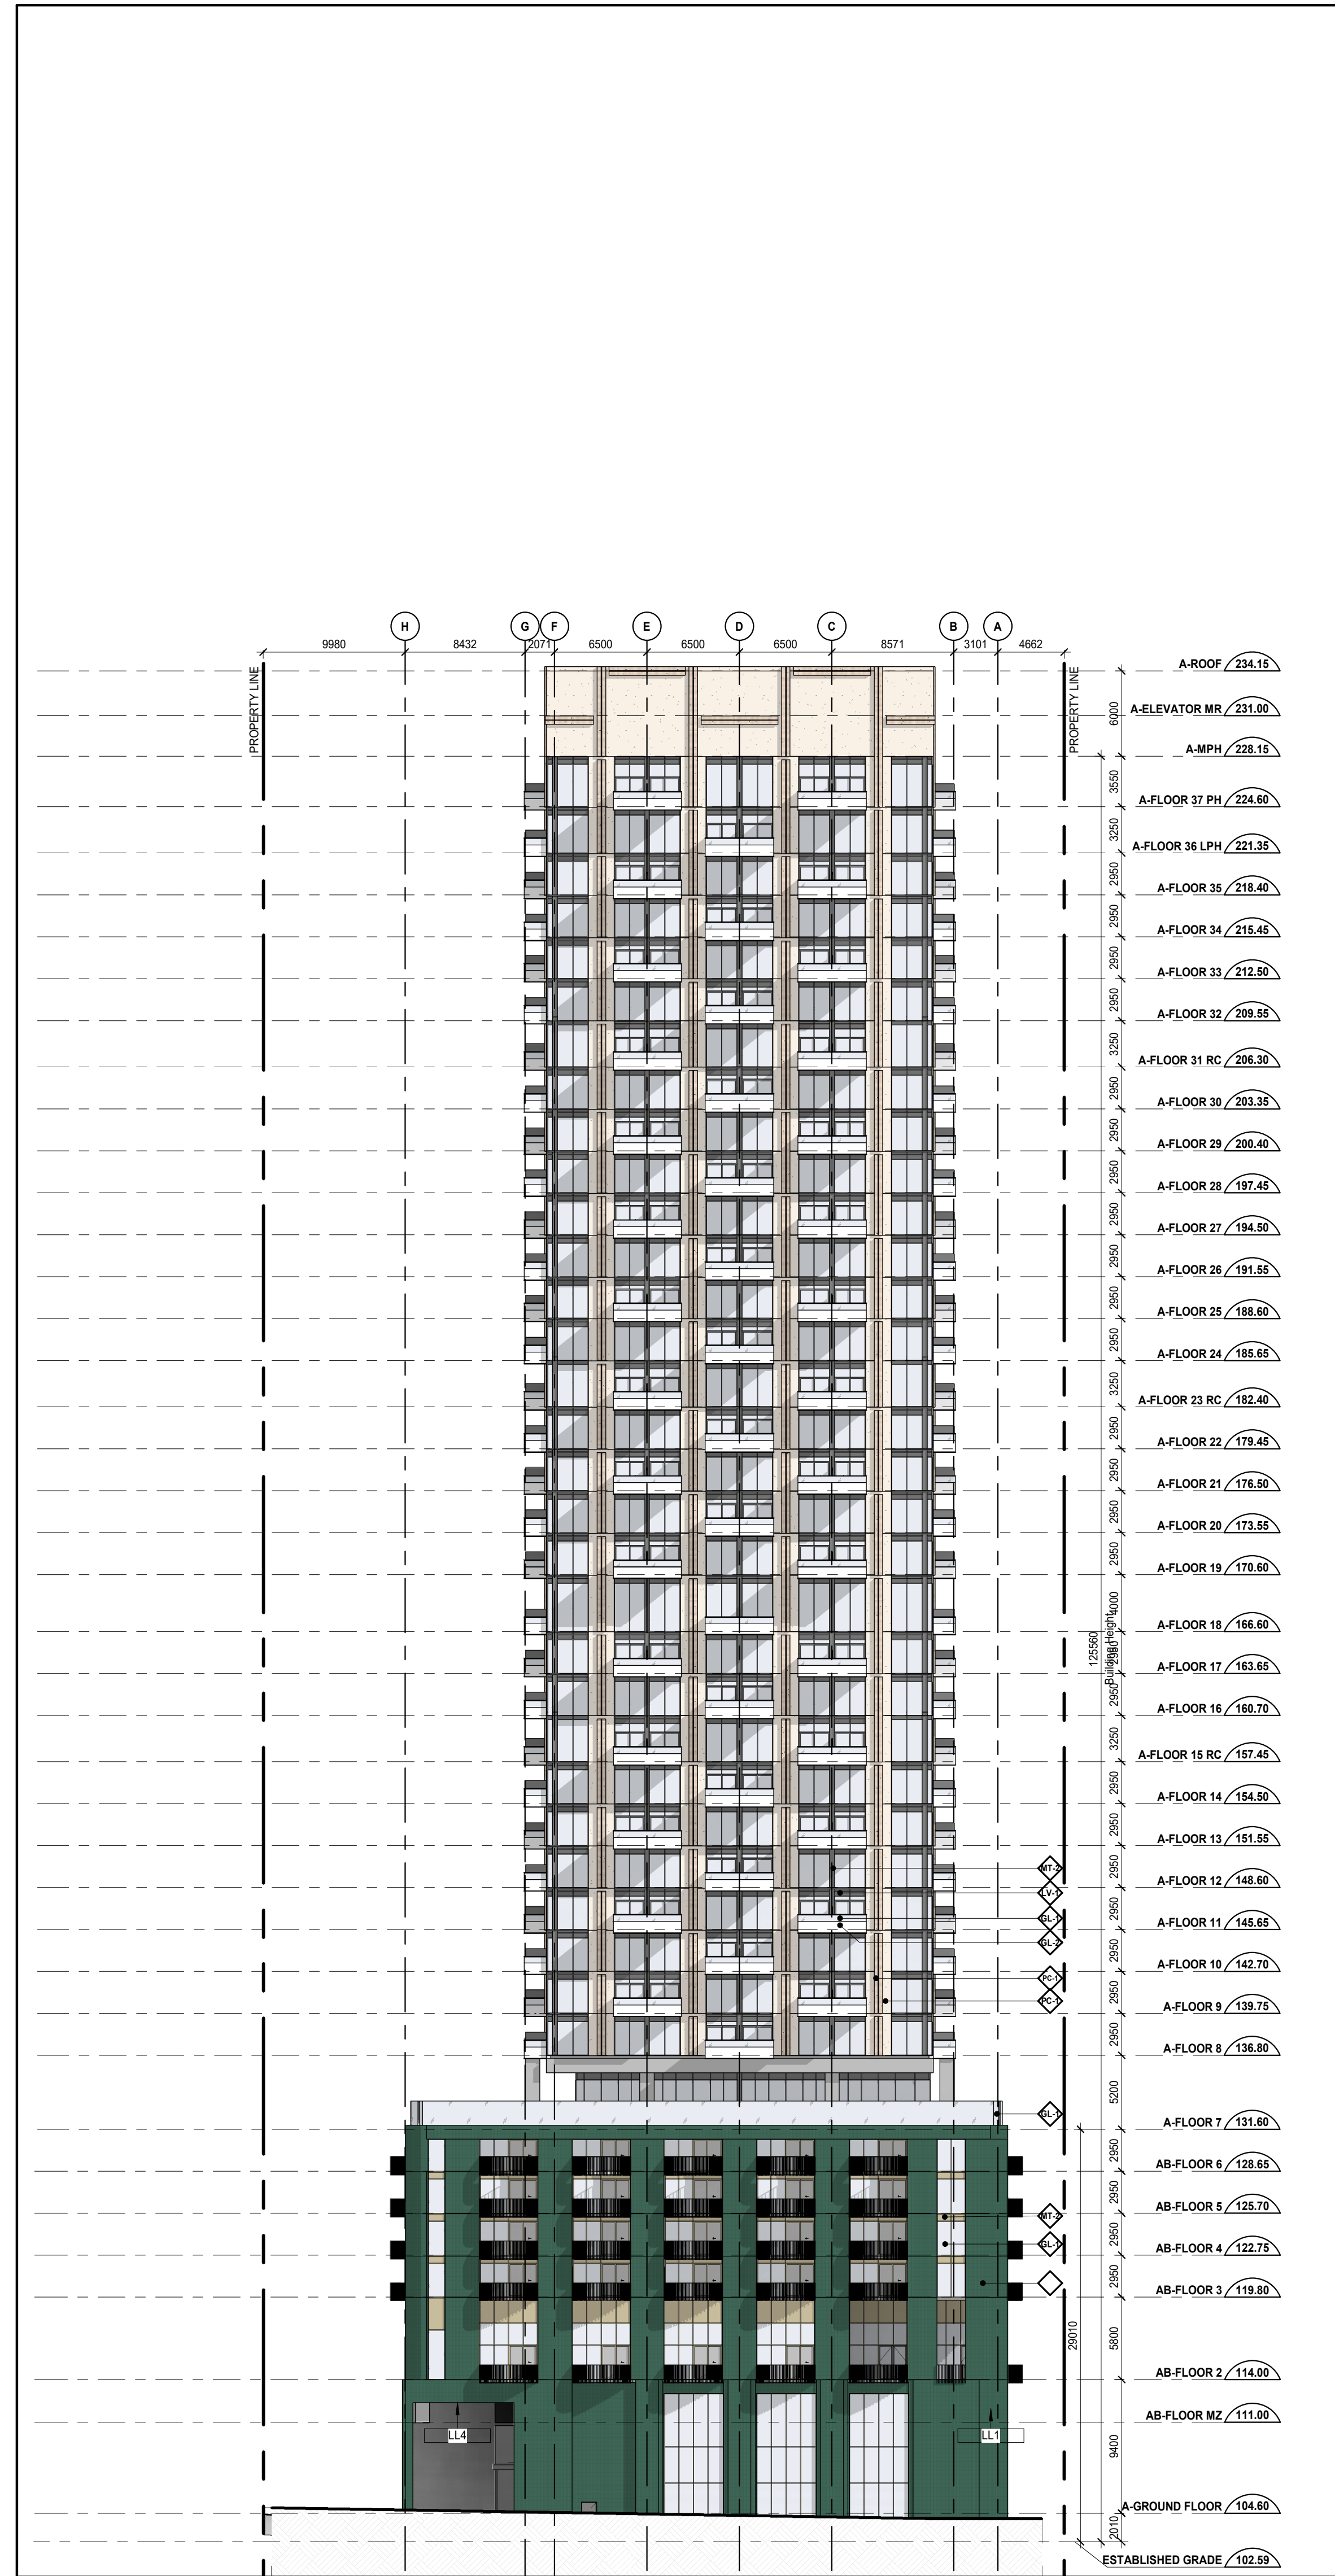 H G F E D C B A
9980 8432 2071 6500 6500 6500 8571 3101 4662
PROPERTY LINE
PROPERTY LINE
A-ROOF 234.15
6000
A-ELEVATOR MR 231.00
A-MPH 228.15
3550
A-FLOOR 37 PH 224.60
3250
A-FLOOR 36 LPH 221.35
2950
A-FLOOR 35 218.40
2950
A-FLOOR 34 215.45
2950
A-FLOOR 33 212.50
2950
A-FLOOR 32 209.55
3250
A-FLOOR 31 RC 206.30
2950
A-FLOOR 30 203.35
2950
A-FLOOR 29 200.40
2950
A-FLOOR 28 197.45
2950
A-FLOOR 27 194.50
2950
A-FLOOR 26 191.55
2950
A-FLOOR 25 188.60
2950
A-FLOOR 24 185.65
3250
A-FLOOR 23 RC 182.40
2950
A-FLOOR 22 179.45
2950
A-FLOOR 21 176.50
2950
A-FLOOR 20 173.55
2950
A-FLOOR 19 170.60
4000
A-FLOOR 18 166.60
125560
Building Height
2950
A-FLOOR 17 163.65
2950
A-FLOOR 16 160.70
3250
A-FLOOR 15 RC 157.45
2950
A-FLOOR 14 154.50
2950
A-FLOOR 13 151.55
MT-2
2950
A-FLOOR 12 148.60
LV-1
2950
GL-1
A-FLOOR 11 145.65
GL-2
2950
A-FLOOR 10 142.70
PC-1
2950
PC-1
A-FLOOR 9 139.75
2950
A-FLOOR 8 136.80
5200
GL-1
A-FLOOR 7 131.60
2950
AB-FLOOR 6 128.65
2950
AB-FLOOR 5 125.70
MT-2
2950
GL-1
AB-FLOOR 4 122.75
2950
AB-FLOOR 3 119.80
29010
5800
AB-FLOOR 2 114.00
AB-FLOOR MZ 111.00
LL4
LL1
9400
A-GROUND FLOOR 104.60
2010
ESTABLISHED GRADE 102.59